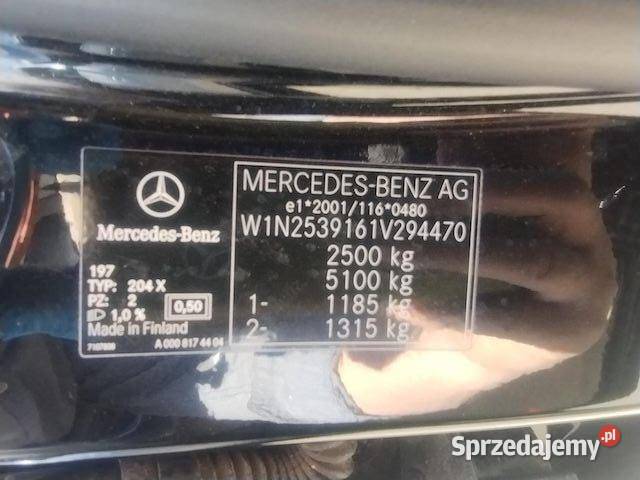 MERCEDES-BENZ AG
e1*2001/116*0480
W1N2539161V294470
2500 kg
5100 kg
1- 1185 kg
2- 1315 kg
Mercedes-Benz
197
TYP: 204 X
PZ: 2
1,0 % 0,50
Made in Finland
A 000 817 44 04
Sprzedajemy.pl